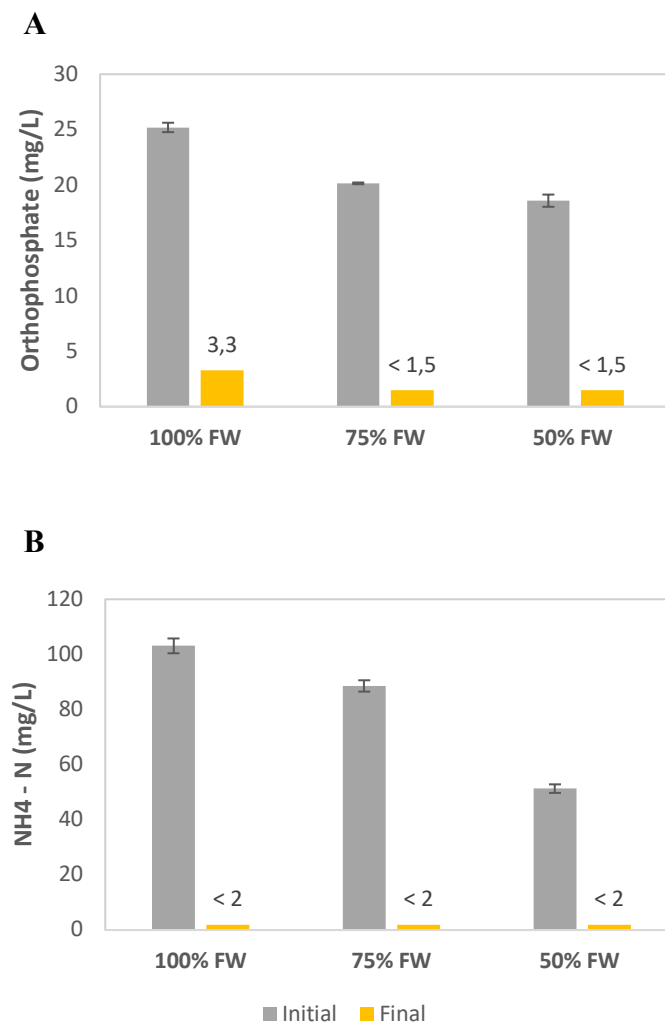 A
Orthophosphate (mg/L)
30
25
20
15
10
5
0
3,3
< 1,5
< 1,5
100% FW
75% FW
50% FW
B
NH4 - N (mg/L)
120
100
80
60
40
20
0
< 2
< 2
< 2
100% FW
75% FW
50% FW
Initial
Final